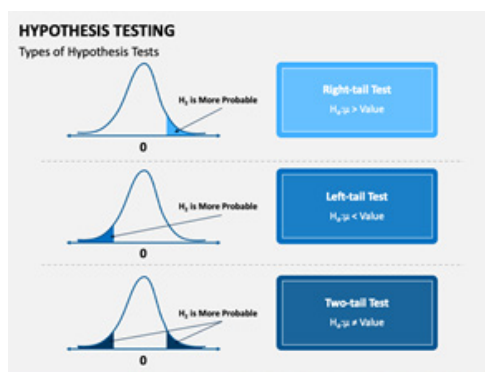 HYPOTHESIS TESTING
Types of Hypothesis Tests
H₁ is More Probable
0
Right-tail Test
Hₐ:μ > Value
H₁ is More Probable
0
Left-tail Test
Hₐ:μ < Value
H₁ is More Probable
0
Two-tail Test
Hₐ:μ ≠ Value